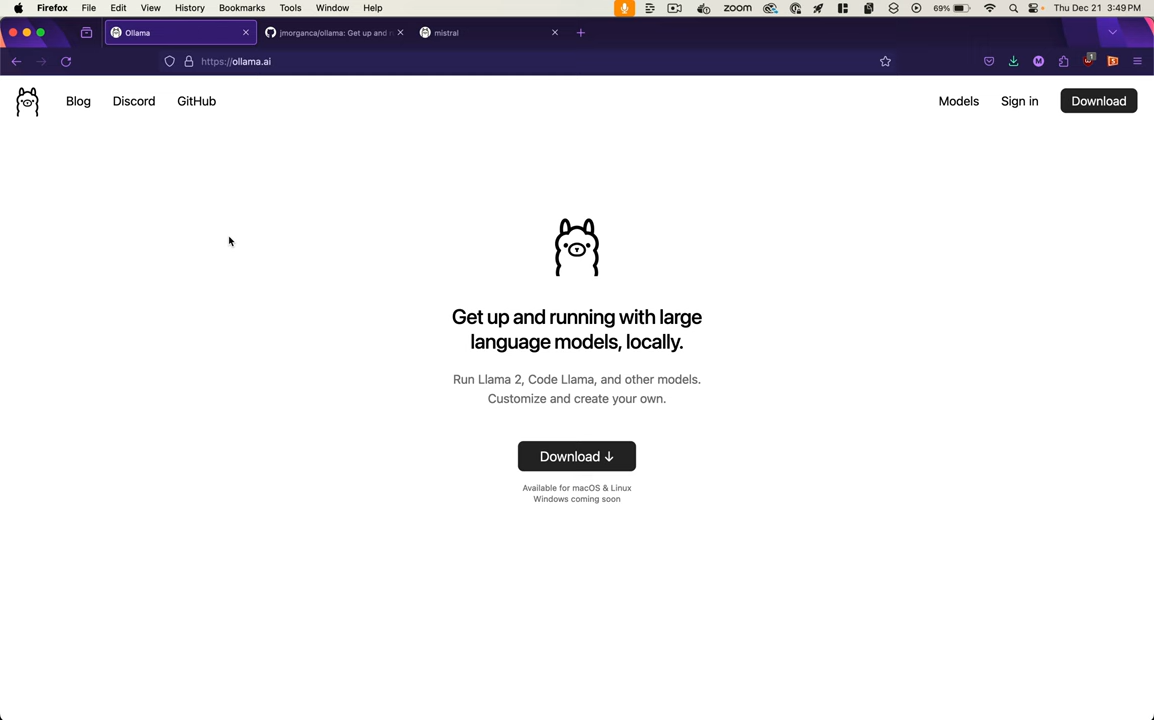 Firefox File Edit View History Bookmarks Tools Window Help zoom 69% Thu Dec 21 3:49 PM
Ollama jmorganca/ollama: Get up and r mistral
https://ollama.ai M 1 S
Blog Discord GitHub Models Sign in Download
Get up and running with large
language models, locally.
Run Llama 2, Code Llama, and other models.
Customize and create your own.
Download ↓
Available for macOS & Linux
Windows coming soon